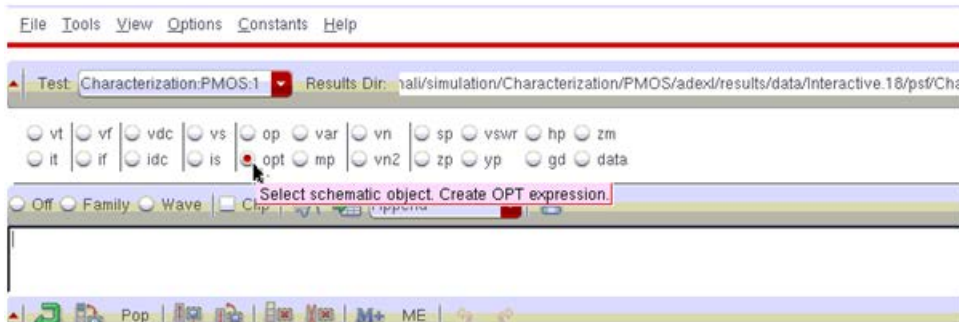 File Tools View Options Constants Help
Test: Characterization:PMOS:1 Results Dir: nali/simulation/Characterization/PMOS/adexl/results/data/Interactive.18/psf/Cha
vt vf vdc vs op var vn sp vswr hp zm
it if idc is opt mp vn2 zp yp gd data
Select schematic object. Create OPT expression.
Off Family Wave Clip Append
Pop M+ ME